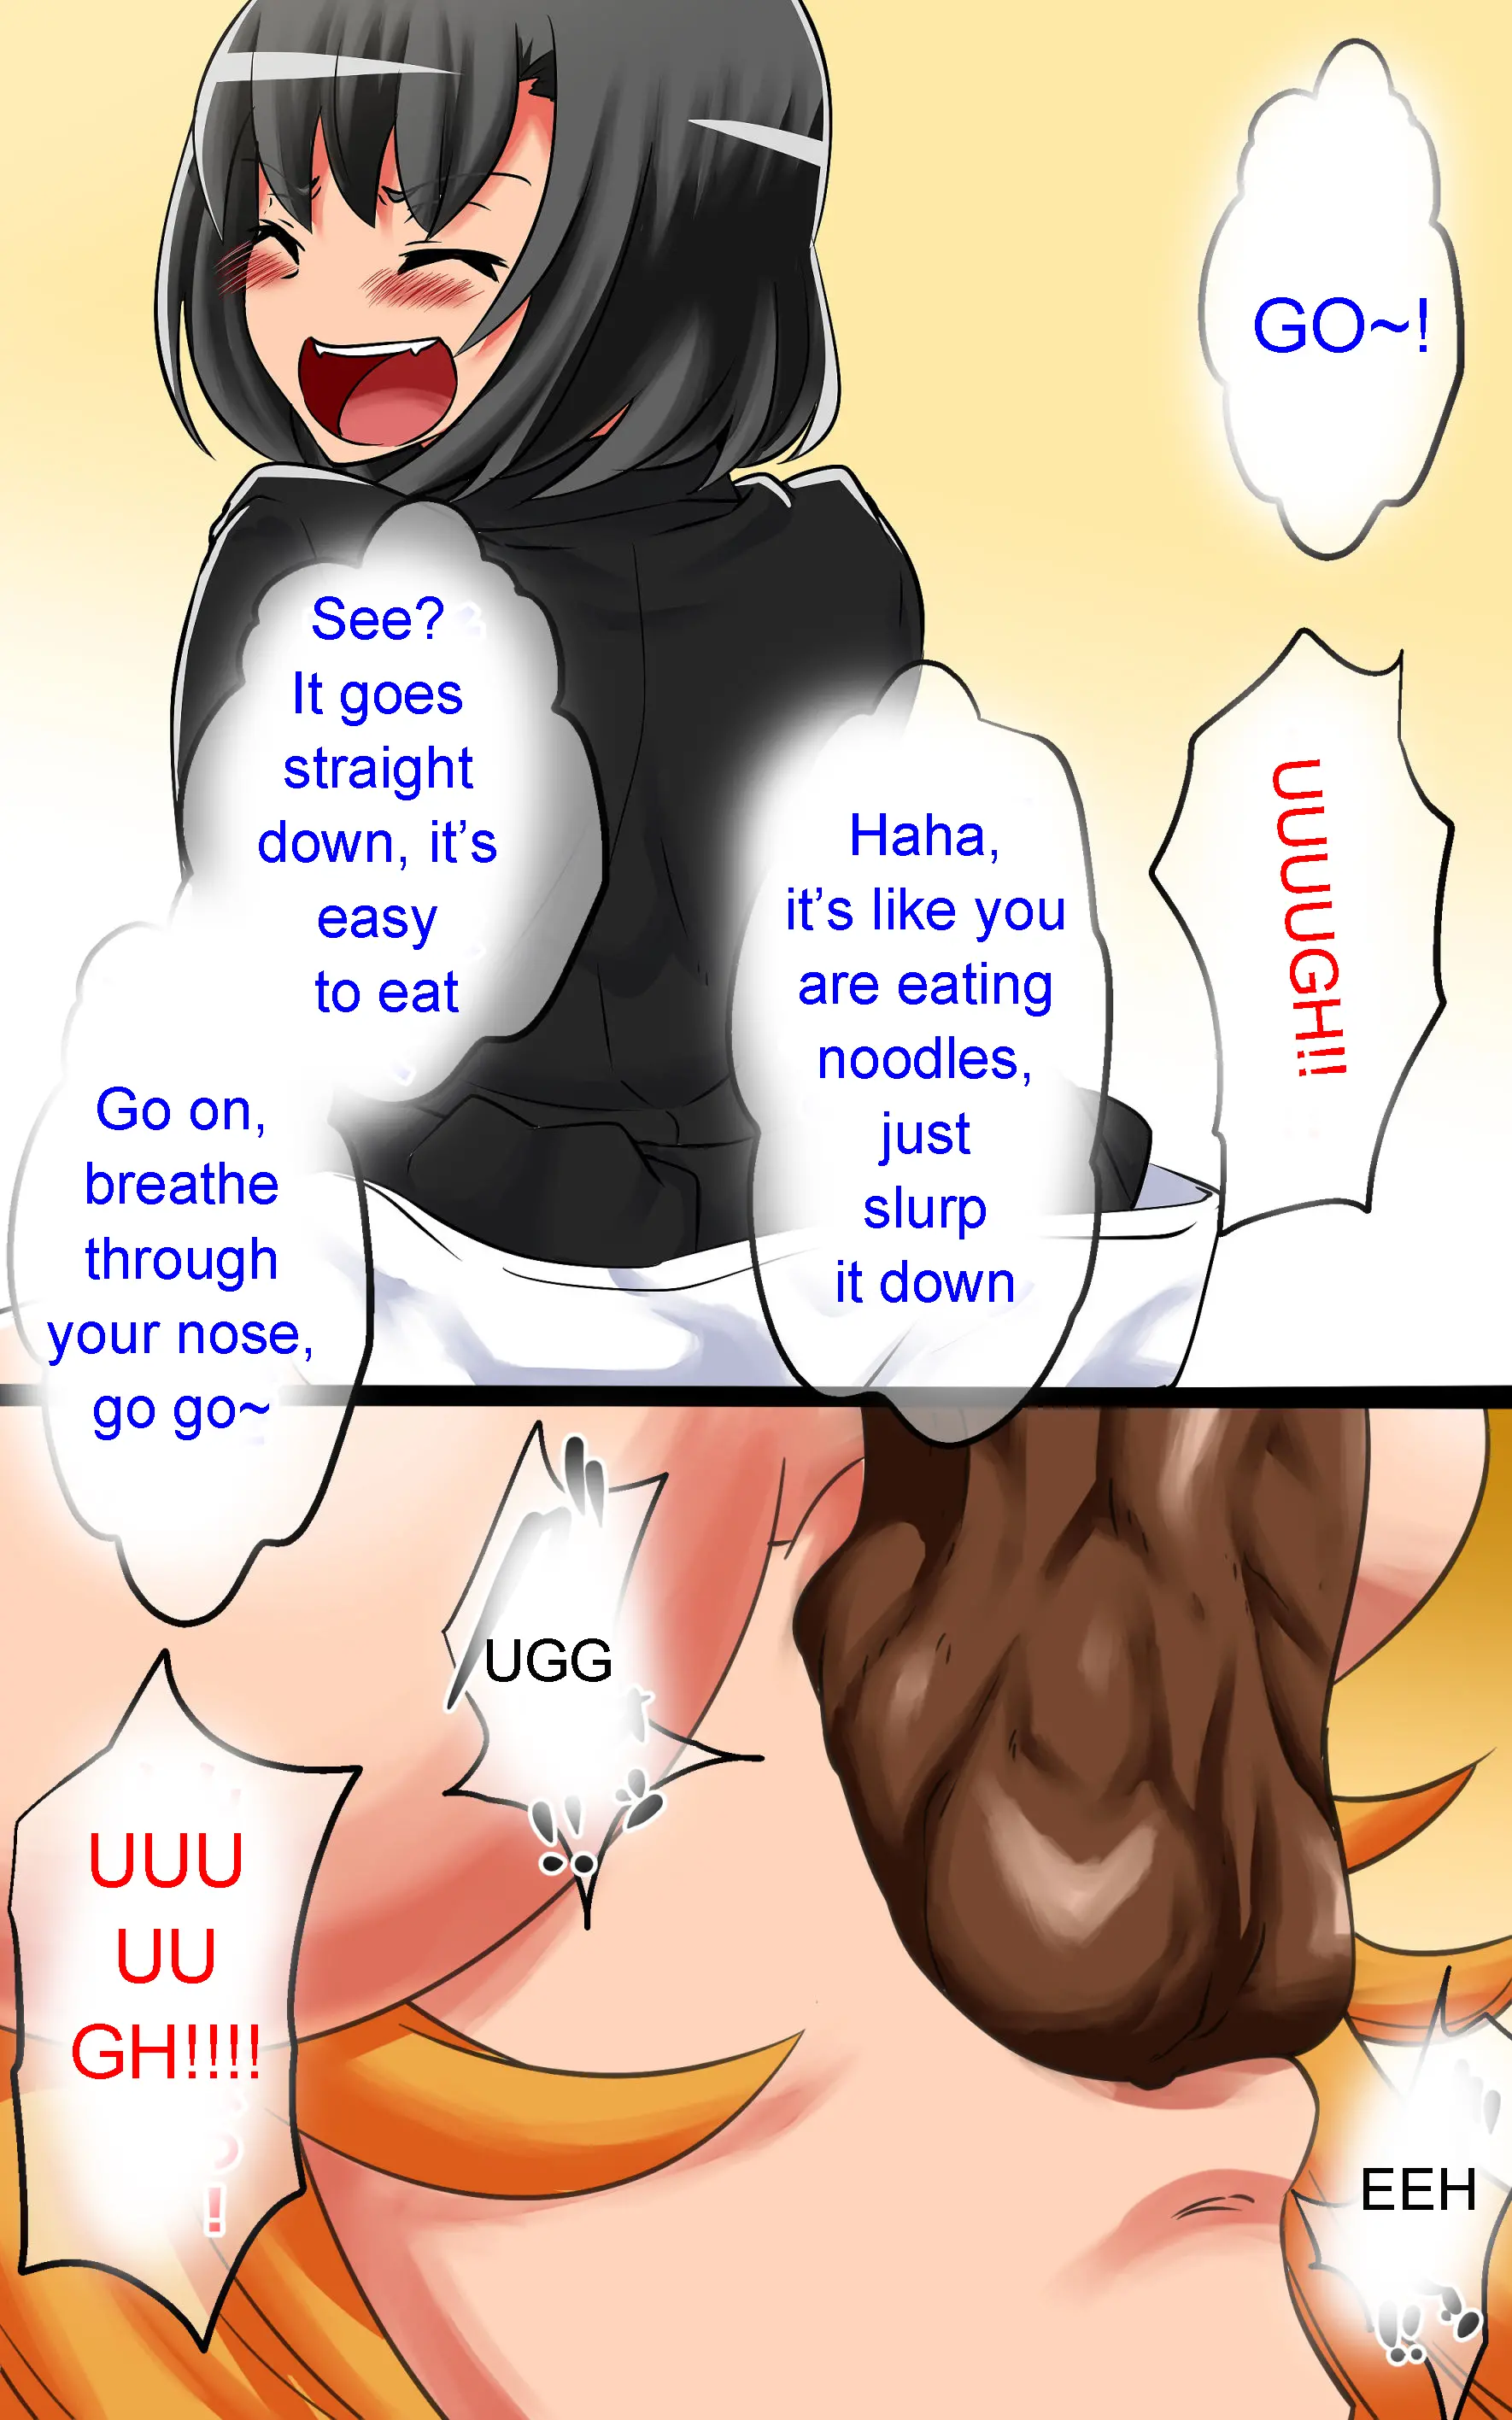 GO~!
UUUUGH!!
Haha,
it's like you
are eating
noodles,
just
slurp
it down
See?
It goes
straight
down, it's
easy
to eat
Go on,
breathe
through
your nose,
go go~
UGG
UUU
UU
GH!!!!
EEH